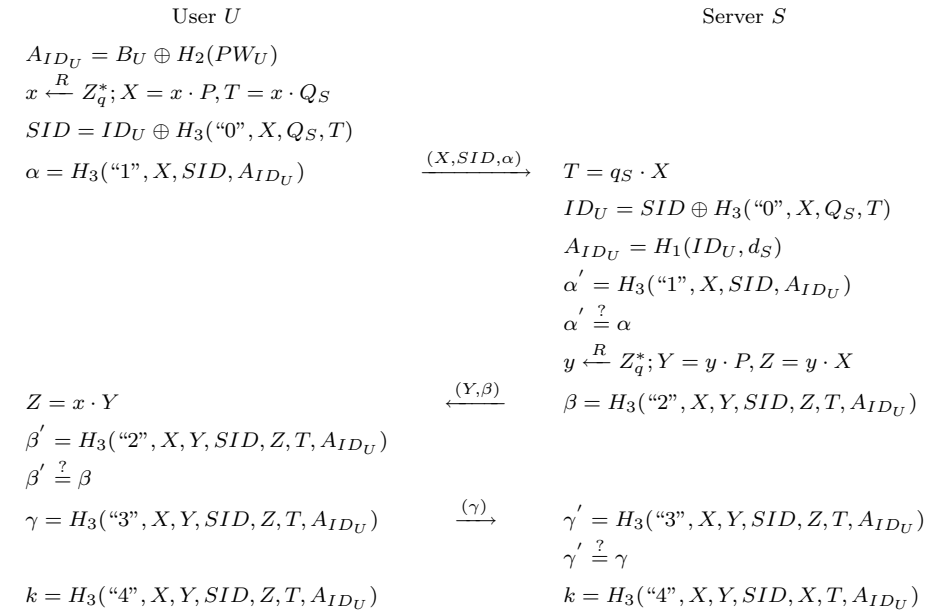 User U Server S
A_{ID_U} = B_U ⊕ H_2(PW_U)
x ←R Z_q^*; X = x · P, T = x · Q_S
SID = ID_U ⊕ H_3(“0”, X, Q_S, T)
α = H_3(“1”, X, SID, A_{ID_U}) (X,SID,α) → T = q_S · X
ID_U = SID ⊕ H_3(“0”, X, Q_S, T)
A_{ID_U} = H_1(ID_U, d_S)
α′ = H_3(“1”, X, SID, A_{ID_U})
α′ ≟ α
y ←R Z_q^*; Y = y · P, Z = y · X
Z = x · Y (Y,β) ← β = H_3(“2”, X, Y, SID, Z, T, A_{ID_U})
β′ = H_3(“2”, X, Y, SID, Z, T, A_{ID_U})
β′ ≟ β
γ = H_3(“3”, X, Y, SID, Z, T, A_{ID_U}) (γ) → γ′ = H_3(“3”, X, Y, SID, Z, T, A_{ID_U})
γ′ ≟ γ
k = H_3(“4”, X, Y, SID, Z, T, A_{ID_U}) k = H_3(“4”, X, Y, SID, X, T, A_{ID_U})